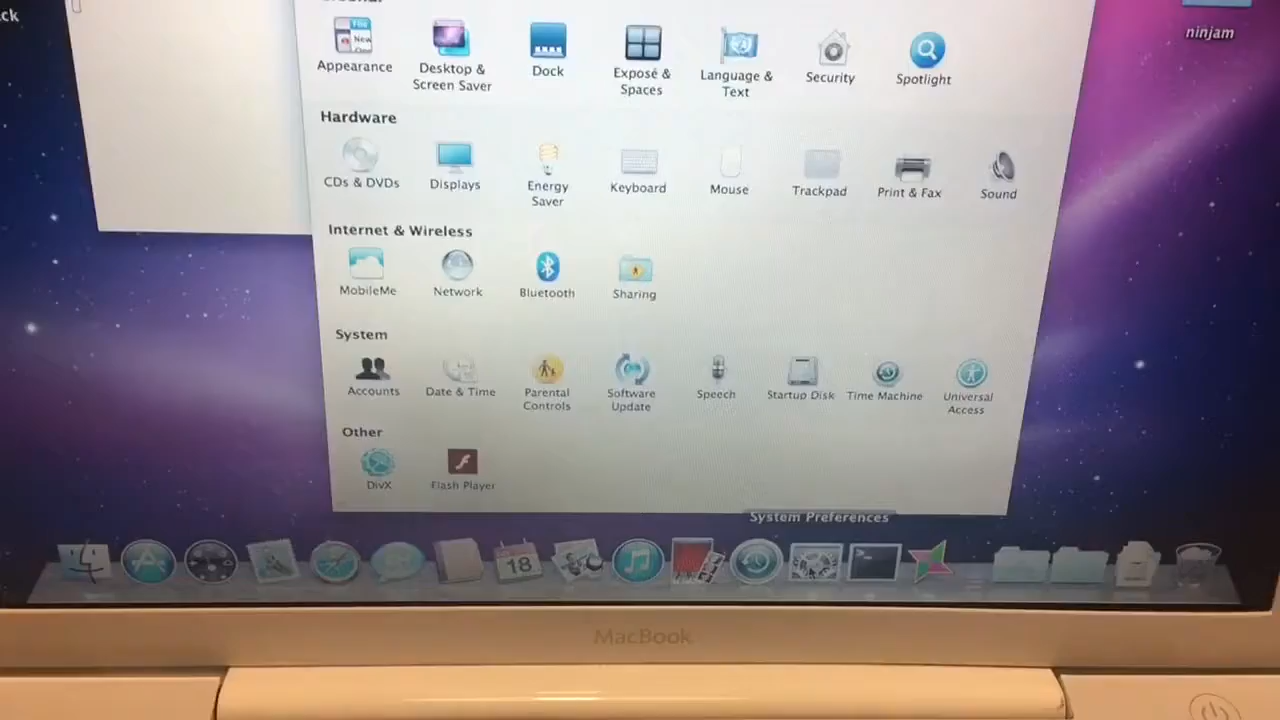 ck
ninjam
Appearance
Desktop &
Screen Saver
Dock
Exposé &
Spaces
Language &
Text
Security
Spotlight
Hardware
CDs & DVDs
Displays
Energy
Saver
Keyboard
Mouse
Trackpad
Print & Fax
Sound
Internet & Wireless
MobileMe
Network
Bluetooth
Sharing
System
Accounts
Date & Time
Parental
Controls
Software
Update
Speech
Startup Disk
Time Machine
Universal
Access
Other
DivX
Flash Player
System Preferences
18
MacBook